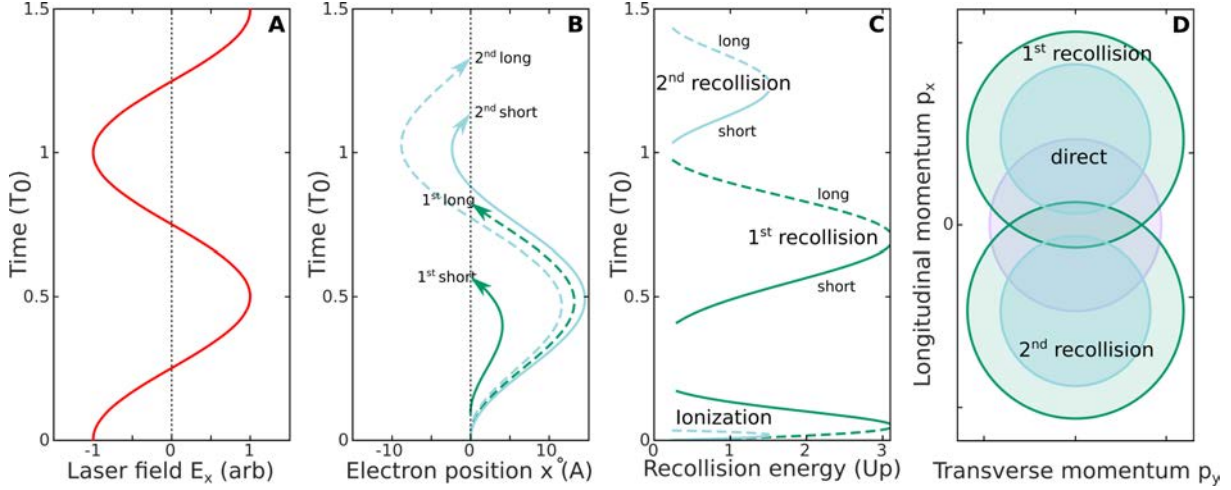 A
1.5
1
0.5
0
Time (T0)
-1
0
1
Laser field Ex (arb)
B
2nd long
2nd short
1st long
1st short
1.5
1
0.5
0
Time (T0)
-10
0
10
Electron position x (Å)
C
long
2nd recollision
short
long
1st recollision
short
Ionization
1.5
1
0.5
0
Time (T0)
0
1
2
3
Recollision energy (Up)
D
1st recollision
direct
2nd recollision
0
Longitudinal momentum px
Transverse momentum py